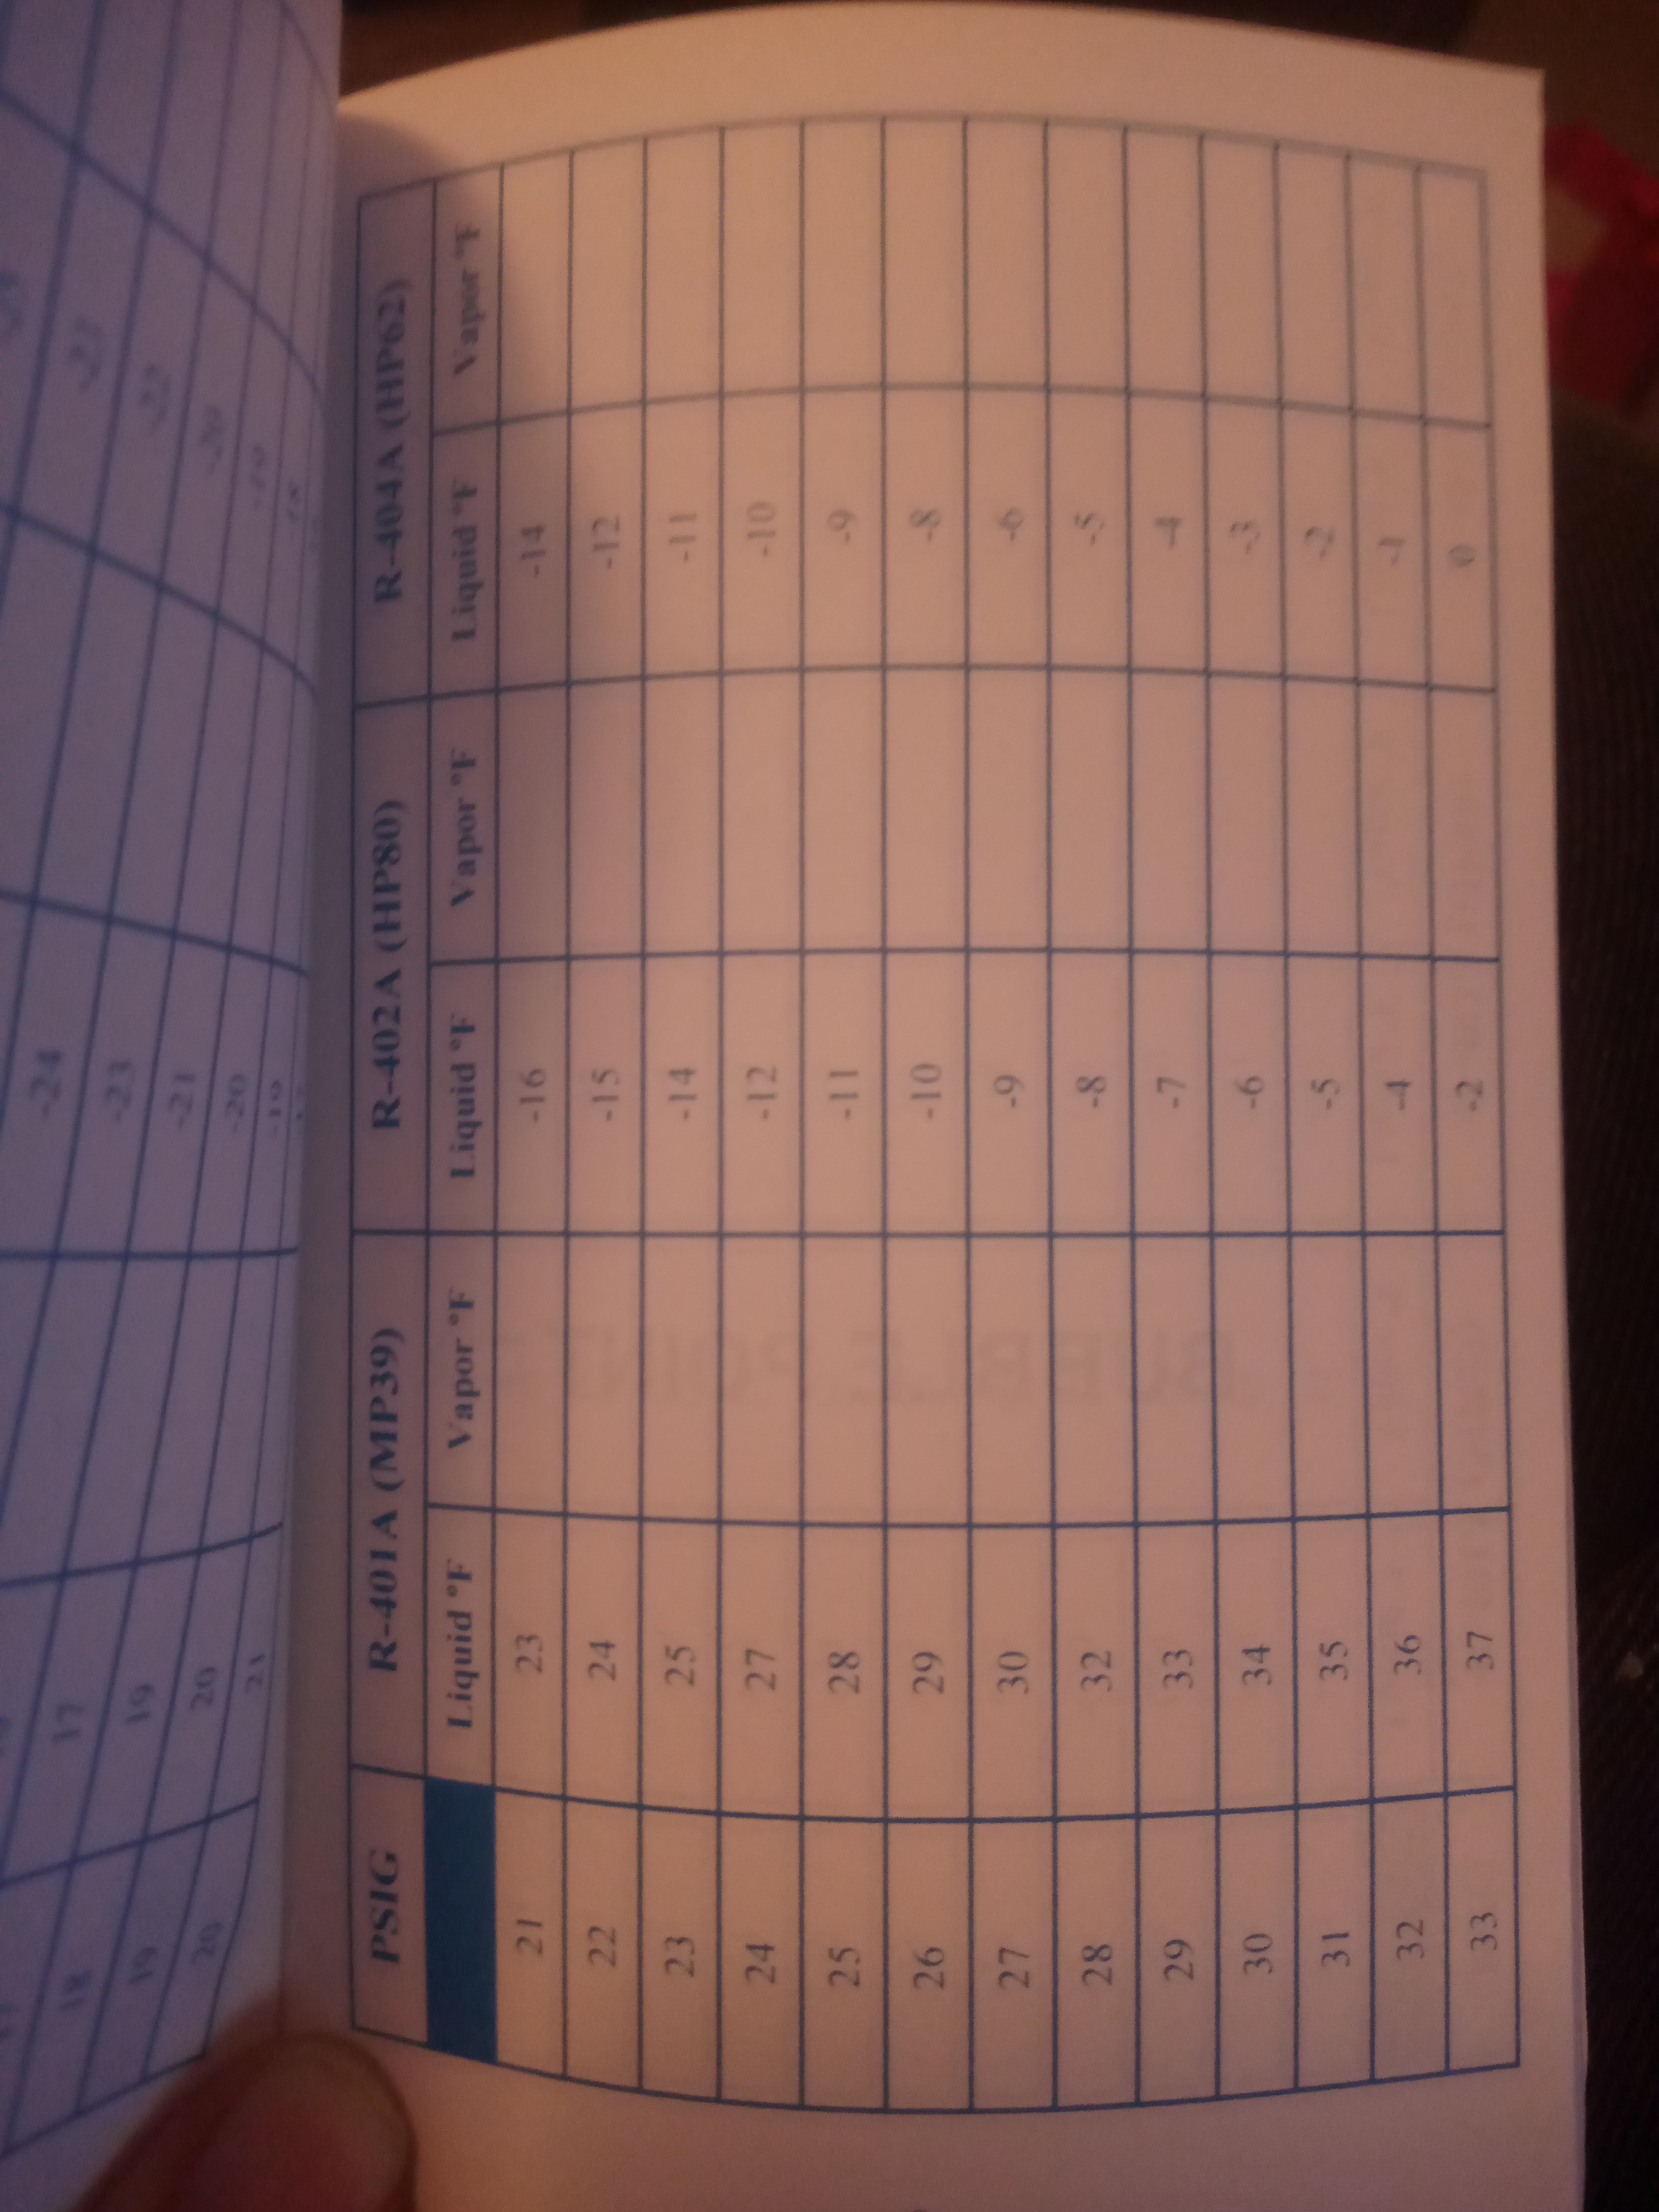 PSIG R-401A (MP39) R-402A (HP80) R-404A (HP62)
Liquid °F Vapor °F Liquid °F Vapor °F Liquid °F Vapor °F
21 23 -16 -14
22 24 -15 -12
23 25 -14 -11
24 27 -12 -10
25 28 -11 -9
26 29 -10 -8
27 30 -9 -6
28 32 -8 -5
29 33 -7 -4
30 34 -6 -3
31 35 -5 -2
32 36 -4 -1
33 37 -2 0
17 -24
18 19 -23
19 20 -21
20 21 -20